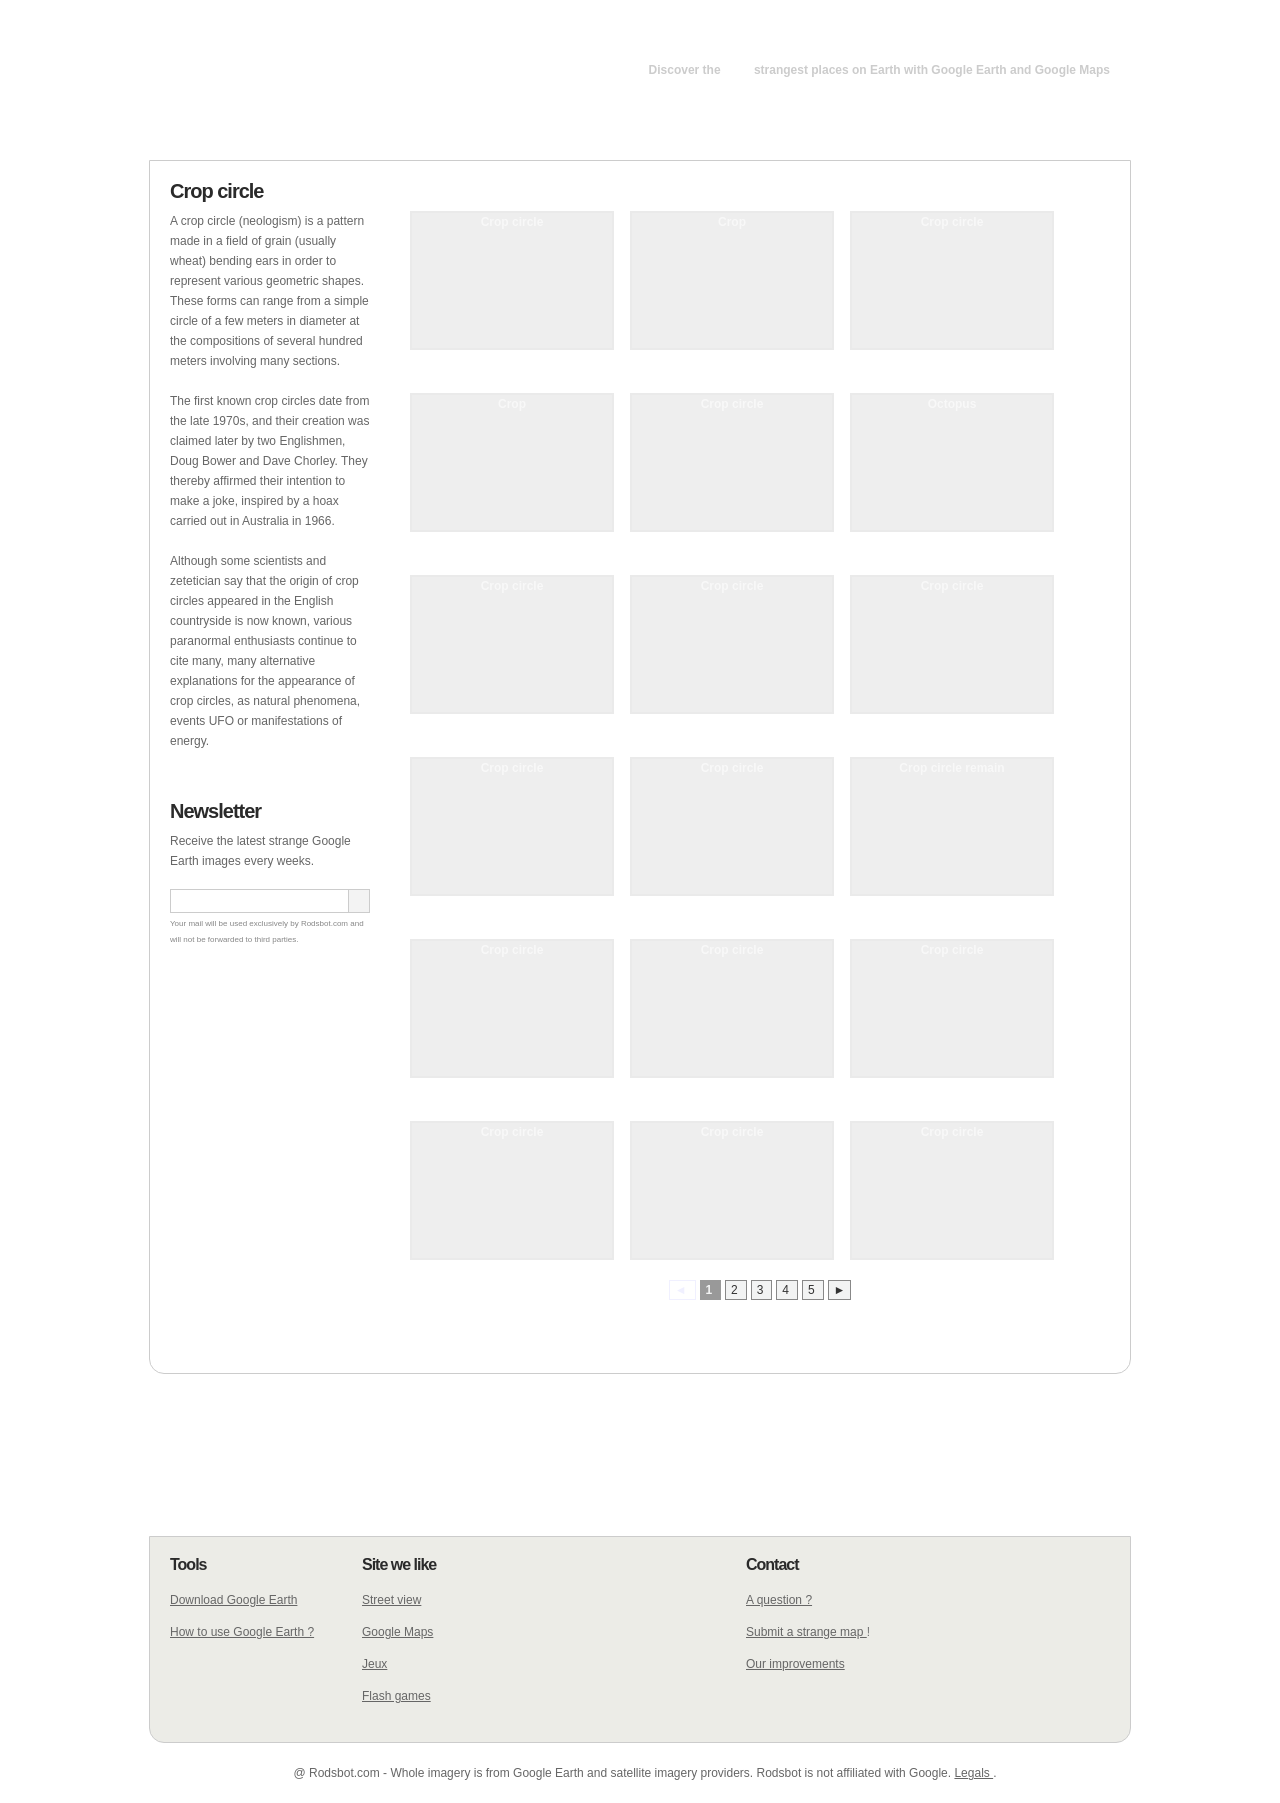 Discover the strangest places on Earth with Google Earth and Google Maps
Crop circle
A crop circle (neologism) is a pattern
made in a field of grain (usually
wheat) bending ears in order to
represent various geometric shapes.
These forms can range from a simple
circle of a few meters in diameter at
the compositions of several hundred
meters involving many sections.
The first known crop circles date from
the late 1970s, and their creation was
claimed later by two Englishmen,
Doug Bower and Dave Chorley. They
thereby affirmed their intention to
make a joke, inspired by a hoax
carried out in Australia in 1966.
Although some scientists and
zetetician say that the origin of crop
circles appeared in the English
countryside is now known, various
paranormal enthusiasts continue to
cite many, many alternative
explanations for the appearance of
crop circles, as natural phenomena,
events UFO or manifestations of
energy.
Newsletter
Receive the latest strange Google
Earth images every weeks.
Your mail will be used exclusively by Rodsbot.com and
will not be forwarded to third parties.
Crop circle Crop Crop circle
Crop Crop circle Octopus
Crop circle Crop circle Crop circle
Crop circle Crop circle Crop circle remain
Crop circle Crop circle Crop circle
Crop circle Crop circle Crop circle
◄ 1 2 3 4 5 ►
Tools
Download Google Earth
How to use Google Earth ?
Site we like
Street view
Google Maps
Jeux
Flash games
Contact
A question ?
Submit a strange map !
Our improvements
@ Rodsbot.com - Whole imagery is from Google Earth and satellite imagery providers. Rodsbot is not affiliated with Google. Legals .